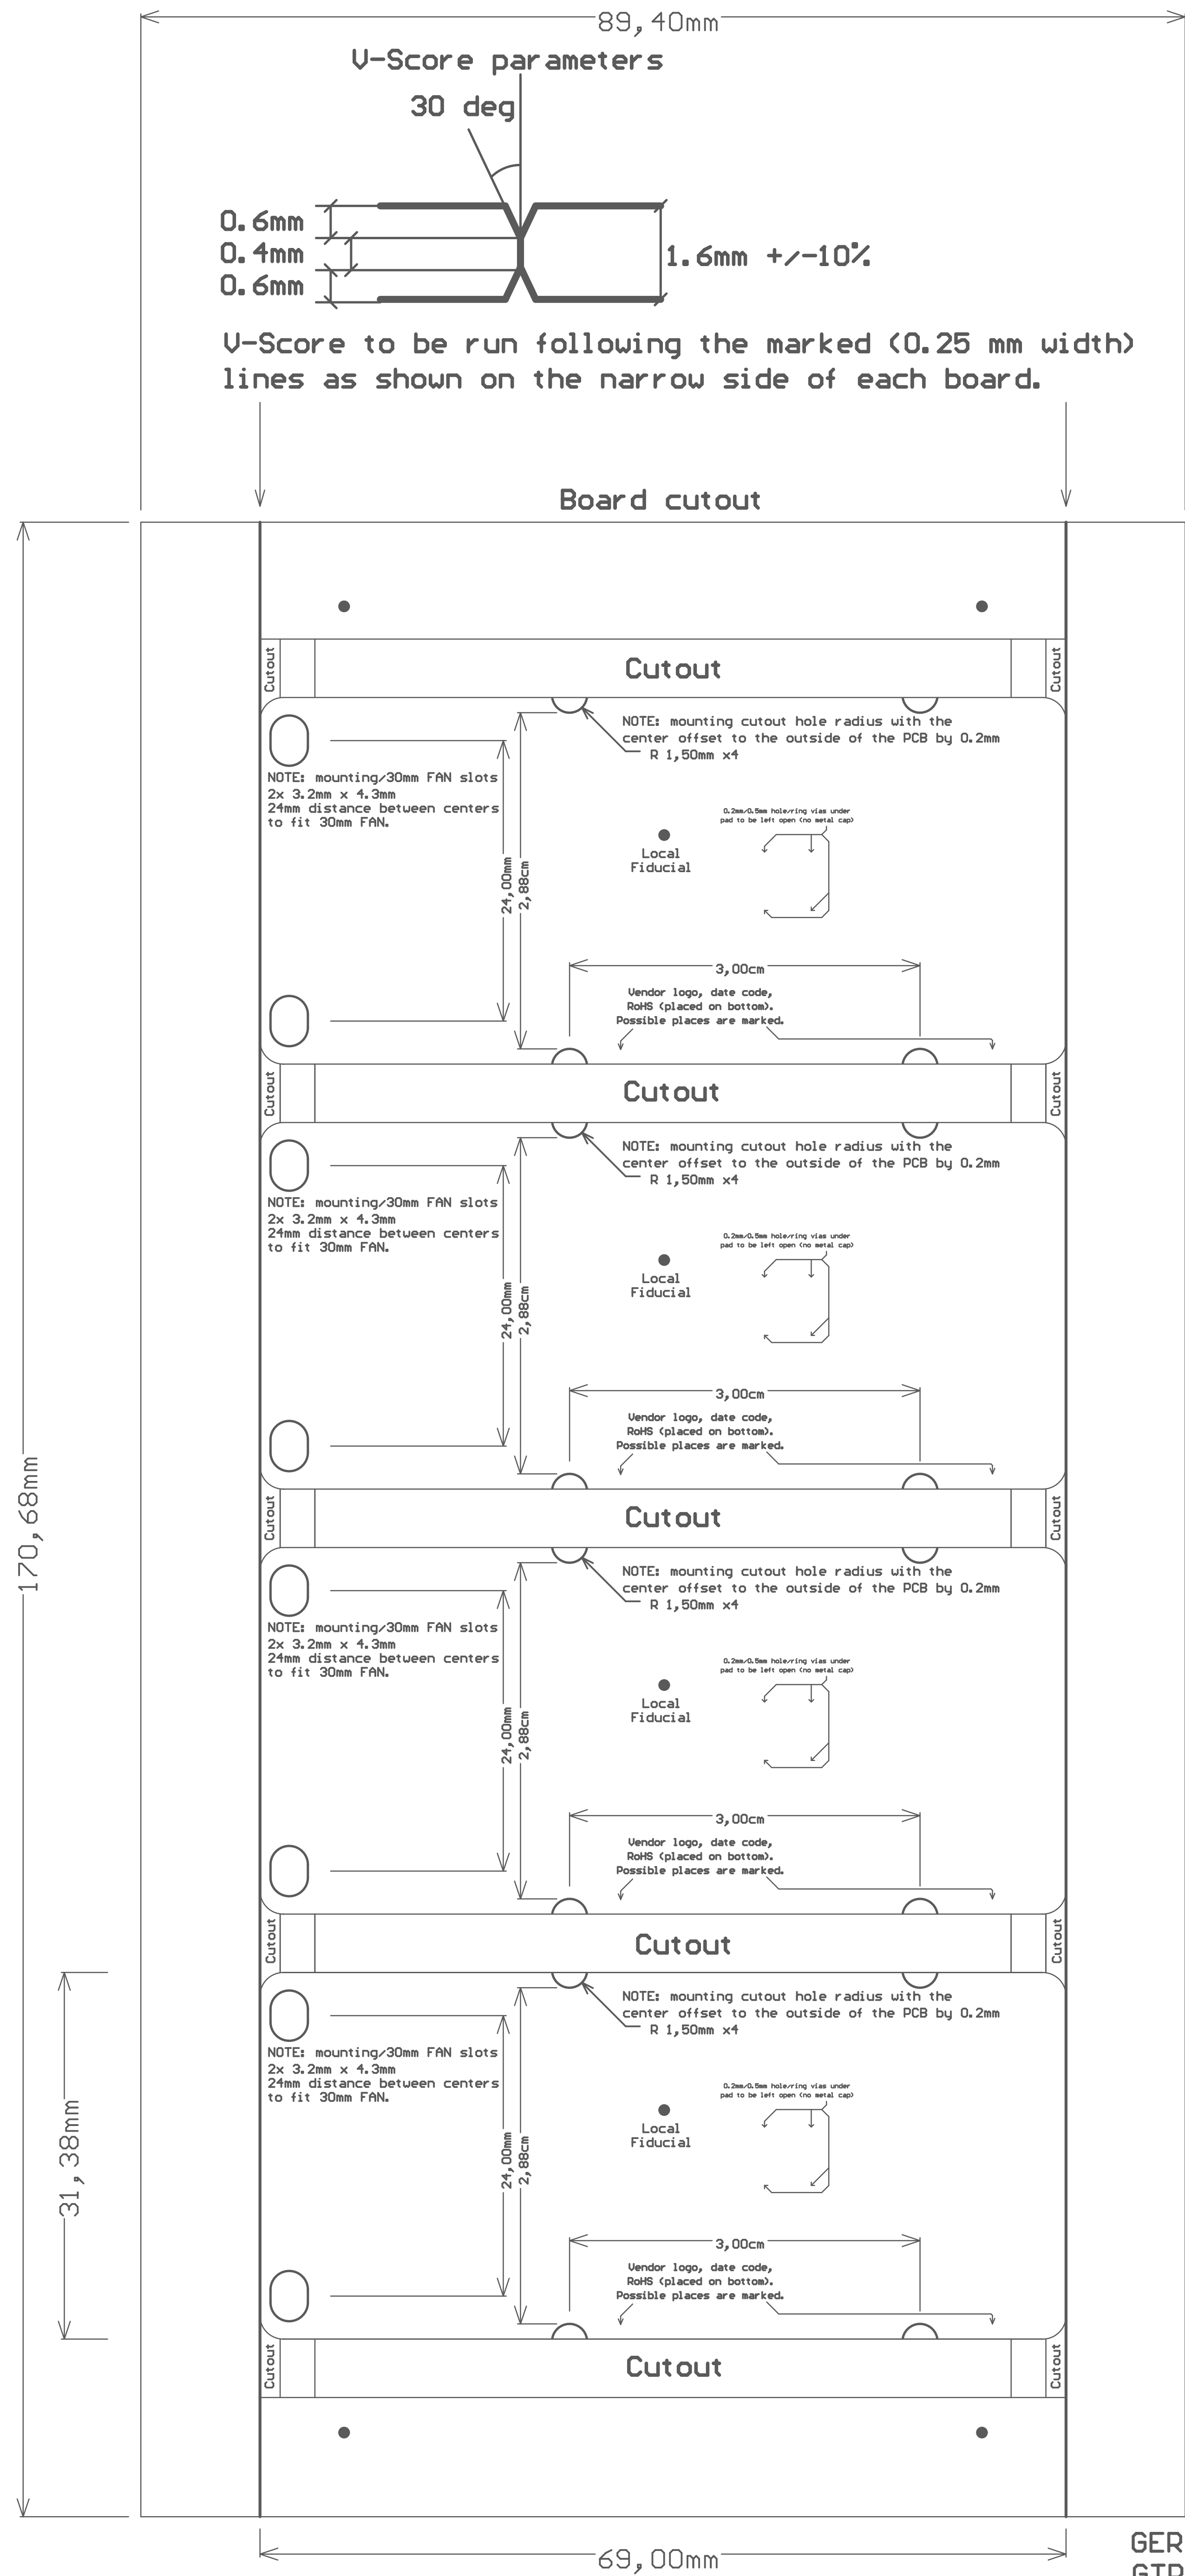 89,40mm
V-Score parameters
30 deg
0.6mm
0.4mm
0.6mm
1.6mm +/-10%
V-Score to be run following the marked (0.25 mm width)
lines as shown on the narrow side of each board.
Board cutout
170,68mm
31,38mm
Cutout
Cutout
Cutout
NOTE: mounting cutout hole radius with the
center offset to the outside of the PCB by 0.2mm
R 1,50mm x4
NOTE: mounting/30mm FAN slots
2x 3.2mm x 4.3mm
24mm distance between centers
to fit 30mm FAN.
0.2mm/0.5mm hole/ring vias under
pad to be left open (no metal cap)
Local
Fiducial
24,00mm
2,88cm
3,00cm
Vendor logo, date code,
RoHS (placed on bottom).
Possible places are marked.
Cutout
Cutout
Cutout
NOTE: mounting cutout hole radius with the
center offset to the outside of the PCB by 0.2mm
R 1,50mm x4
NOTE: mounting/30mm FAN slots
2x 3.2mm x 4.3mm
24mm distance between centers
to fit 30mm FAN.
0.2mm/0.5mm hole/ring vias under
pad to be left open (no metal cap)
Local
Fiducial
24,00mm
2,88cm
3,00cm
Vendor logo, date code,
RoHS (placed on bottom).
Possible places are marked.
Cutout
Cutout
Cutout
NOTE: mounting cutout hole radius with the
center offset to the outside of the PCB by 0.2mm
R 1,50mm x4
NOTE: mounting/30mm FAN slots
2x 3.2mm x 4.3mm
24mm distance between centers
to fit 30mm FAN.
0.2mm/0.5mm hole/ring vias under
pad to be left open (no metal cap)
Local
Fiducial
24,00mm
2,88cm
3,00cm
Vendor logo, date code,
RoHS (placed on bottom).
Possible places are marked.
Cutout
Cutout
Cutout
NOTE: mounting cutout hole radius with the
center offset to the outside of the PCB by 0.2mm
R 1,50mm x4
NOTE: mounting/30mm FAN slots
2x 3.2mm x 4.3mm
24mm distance between centers
to fit 30mm FAN.
0.2mm/0.5mm hole/ring vias under
pad to be left open (no metal cap)
Local
Fiducial
24,00mm
2,88cm
3,00cm
Vendor logo, date code,
RoHS (placed on bottom).
Possible places are marked.
Cutout
Cutout
Cutout
69,00mm
GER